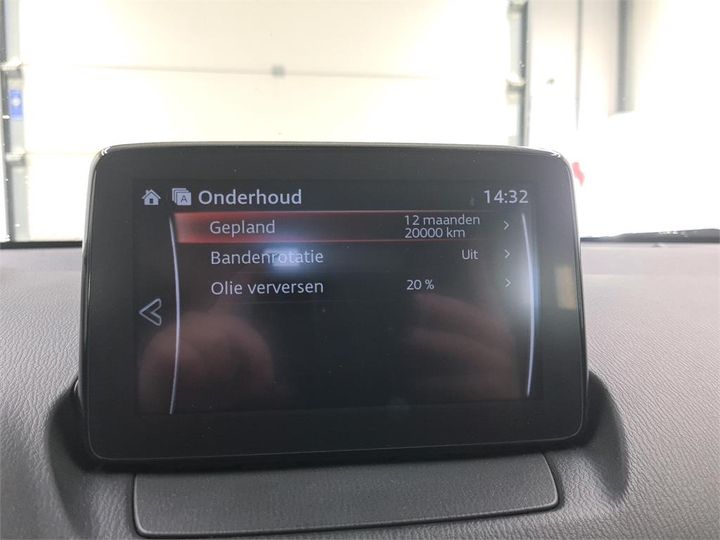 A Onderhoud 14:32
Gepland 12 maanden
20000 km
Bandenrotatie Uit
Olie verversen 20 %